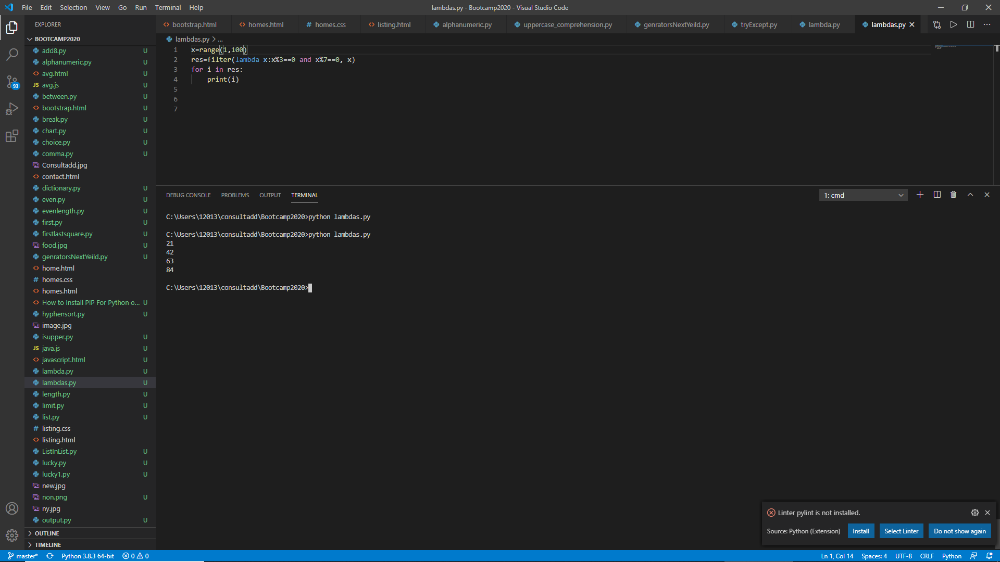 File Edit Selection View Go Run Terminal Help
lambdas.py - Bootcamp2020 - Visual Studio Code
EXPLORER
bootstrap.html homes.html # homes.css listing.html alphanumeric.py uppercase_comprehension.py genratorsNextYeild.py tryExcept.py lambda.py lambdas.py
BOOTCAMP2020
lambdas.py > ...
add8.py U
alphanumeric.py U
avg.html U
JS avg.js U
between.py U
bootstrap.html U
break.py U
chart.py U
choice.py U
comma.py U
Consultadd.jpg
contact.html
dictionary.py U
even.py U
evenlength.py U
first.py U
firstlastsquare.py U
food.jpg U
genratorsNextYeild.py U
home.html
# homes.css
homes.html
How to Install PIP For Python o... U
hyphensort.py U
image.jpg
isupper.py U
JS java.js U
javascript.html U
lambda.py U
lambdas.py U
length.py U
limit.py U
list.py U
# listing.css
listing.html
ListInList.py U
lucky.py U
lucky1.py U
new.jpg
non.png U
ny.jpg
output.py U
OUTLINE
TIMELINE
93
1 x=range(1,100)
2 res=filter(lambda x:x%3==0 and x%7==0, x)
3 for i in res:
4 print(i)
5
6
7
DEBUG CONSOLE PROBLEMS OUTPUT TERMINAL
1: cmd
C:\Users\12013\consultadd\Bootcamp2020>python lambdas.py
C:\Users\12013\consultadd\Bootcamp2020>python lambdas.py
21
42
63
84
C:\Users\12013\consultadd\Bootcamp2020>
Linter pylint is not installed.
Source: Python (Extension) Install Select Linter Do not show again
master* Python 3.8.3 64-bit 0 0
Ln 1, Col 14 Spaces: 4 UTF-8 CRLF Python